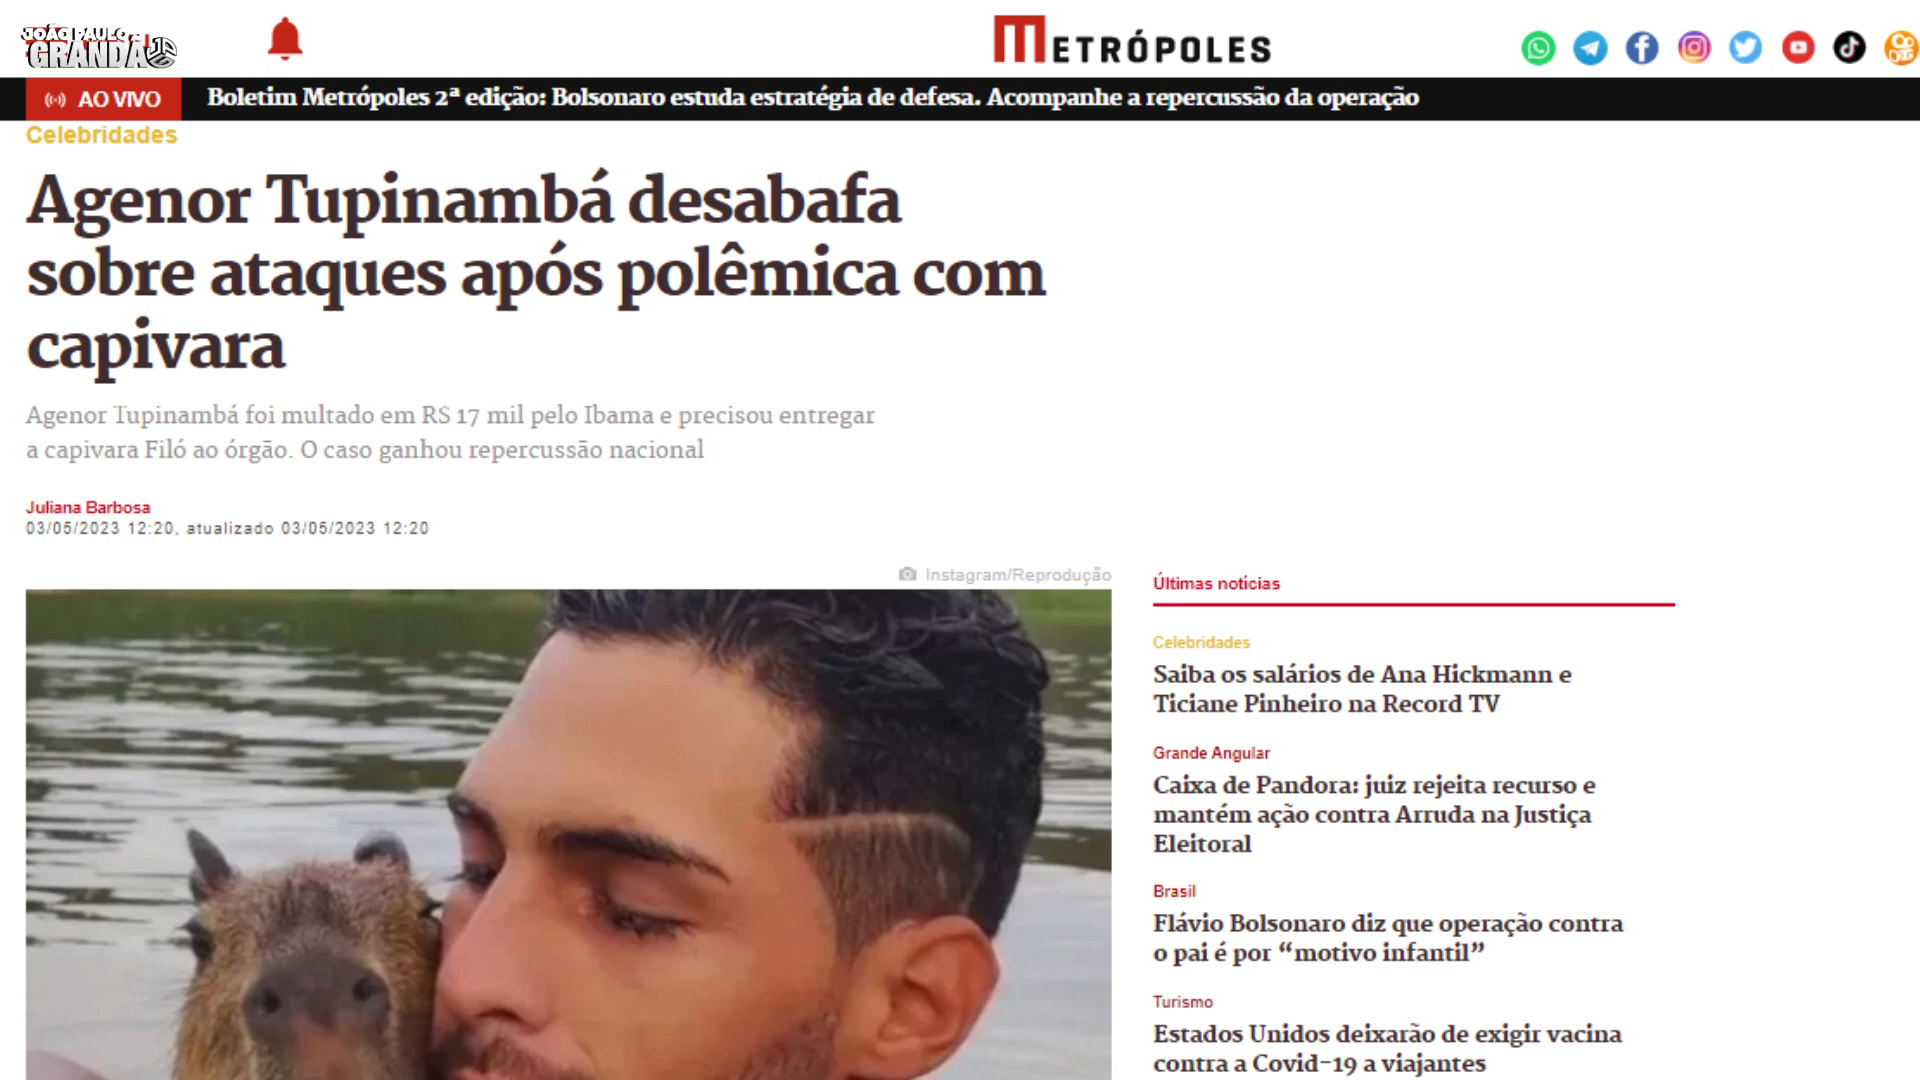 JOÃO PAULO
GRANDA
METRÓPOLES
AO VIVO
Boletim Metrópoles 2ª edição: Bolsonaro estuda estratégia de defesa. Acompanhe a repercussão da operação
Celebridades
Agenor Tupinambá desabafa
sobre ataques após polêmica com
capivara
Agenor Tupinambá foi multado em R$ 17 mil pelo Ibama e precisou entregar
a capivara Filó ao órgão. O caso ganhou repercussão nacional
Juliana Barbosa
03/05/2023 12:20, atualizado 03/05/2023 12:20
Instagram/Reprodução
Últimas notícias
Celebridades
Saiba os salários de Ana Hickmann e
Ticiane Pinheiro na Record TV
Grande Angular
Caixa de Pandora: juiz rejeita recurso e
mantém ação contra Arruda na Justiça
Eleitoral
Brasil
Flávio Bolsonaro diz que operação contra
o pai é por “motivo infantil”
Turismo
Estados Unidos deixarão de exigir vacina
contra a Covid-19 a viajantes